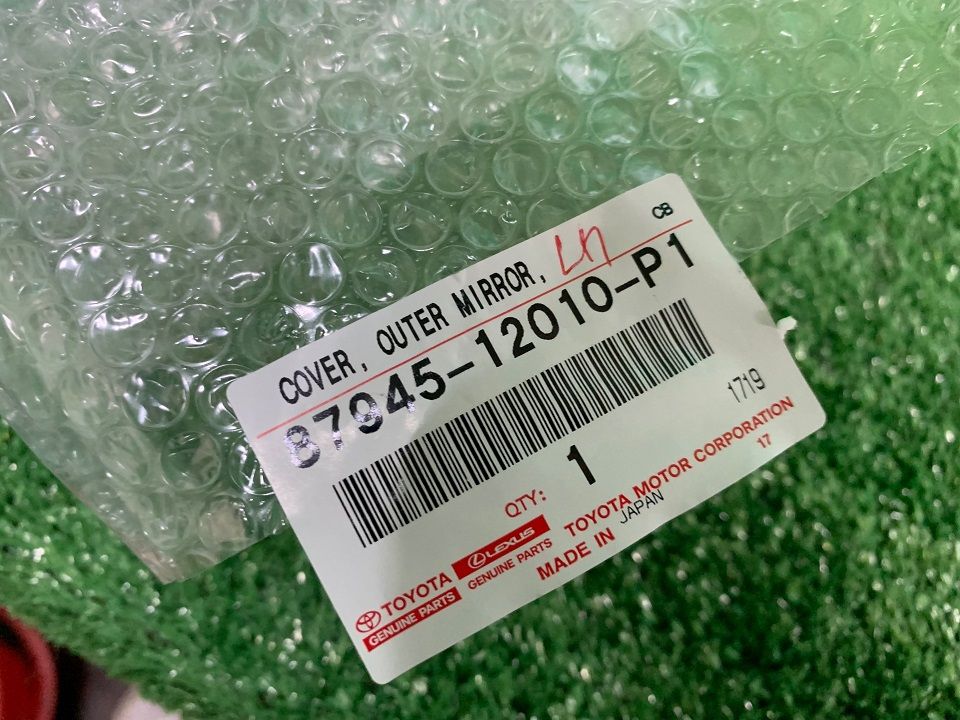 CB
COVER, OUTER MIRROR, LH
87945-12010-P1
1719
QTY: 1
TOYOTA GENUINE PARTS
LEXUS GENUINE PARTS
TOYOTA MOTOR CORPORATION
17
MADE IN JAPAN